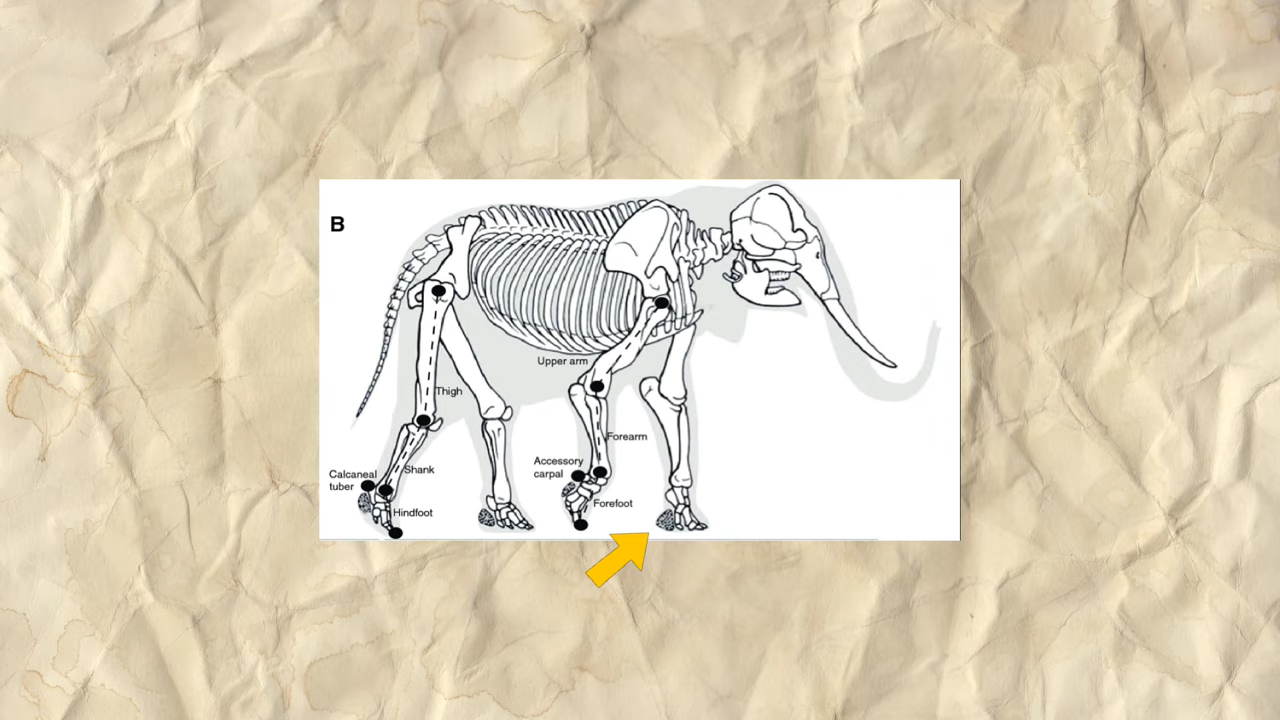 B
Upper arm
Thigh
Forearm
Accessory
carpal
Shank
Calcaneal
tuber
Forefoot
Hindfoot